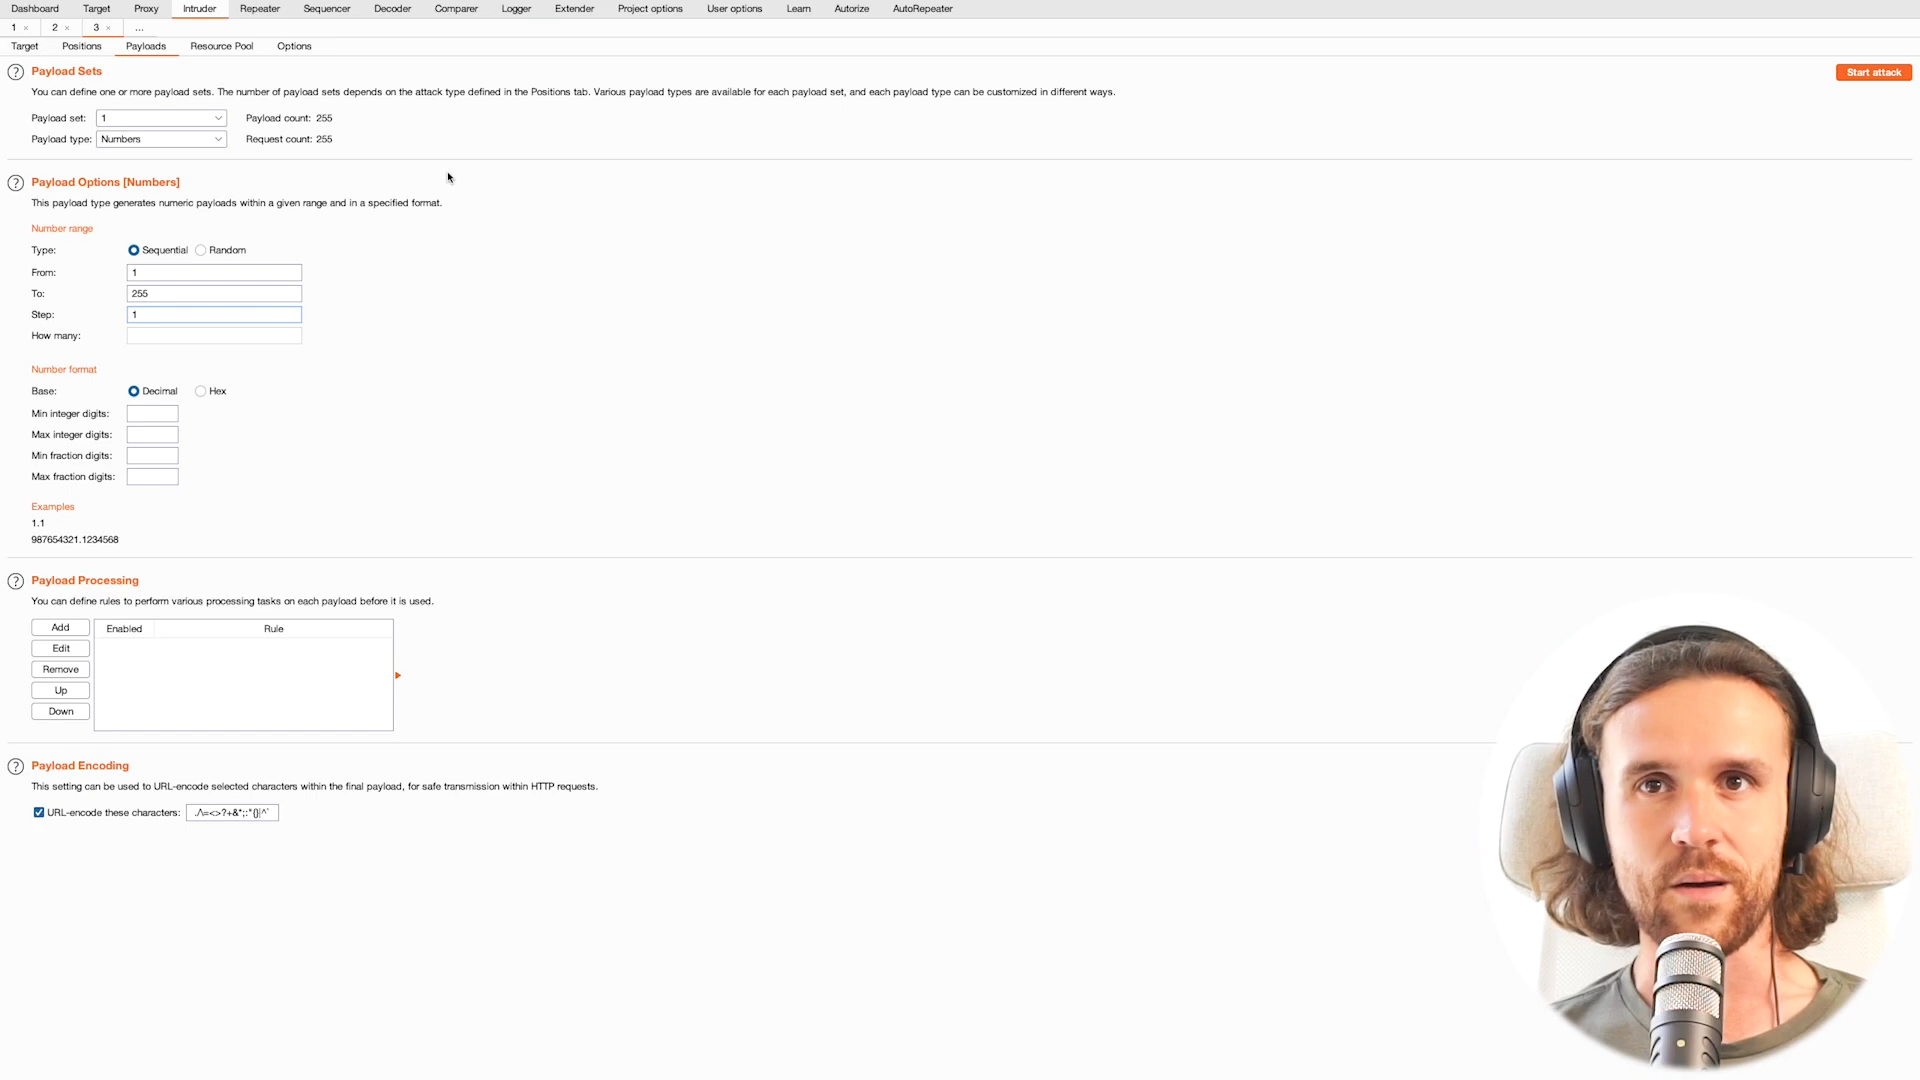 Dashboard Target Proxy Intruder Repeater Sequencer Decoder Comparer Logger Extender Project options User options Learn Autorize AutoRepeater
1 × 2 × 3 × ...
Target Positions Payloads Resource Pool Options
? Payload Sets Start attack
You can define one or more payload sets. The number of payload sets depends on the attack type defined in the Positions tab. Various payload types are available for each payload set, and each payload type can be customized in different ways.
Payload set: 1 Payload count: 255
Payload type: Numbers Request count: 255
? Payload Options [Numbers]
This payload type generates numeric payloads within a given range and in a specified format.
Number range
Type: Sequential Random
From: 1
To: 255
Step: 1
How many:
Number format
Base: Decimal Hex
Min integer digits:
Max integer digits:
Min fraction digits:
Max fraction digits:
Examples
1.1
987654321.1234568
? Payload Processing
You can define rules to perform various processing tasks on each payload before it is used.
Add Enabled Rule
Edit
Remove
Up
Down
? Payload Encoding
This setting can be used to URL-encode selected characters within the final payload, for safe transmission within HTTP requests.
URL-encode these characters: ./\=<>?+&*;:"{}|^`